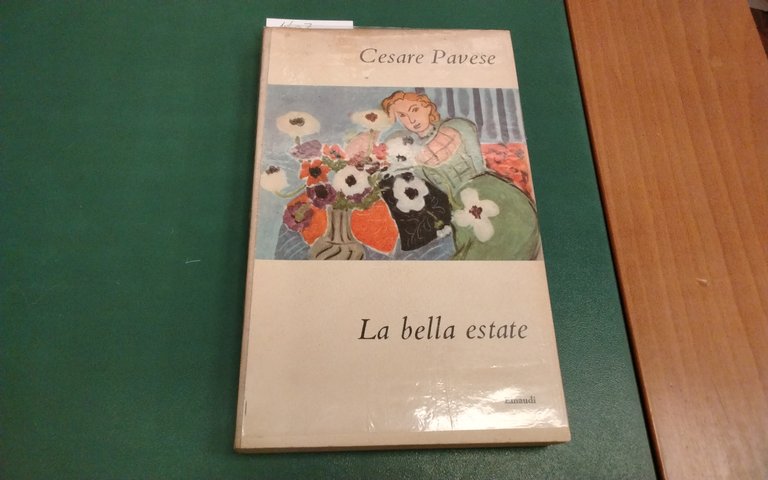 Cesare Pavese
La bella estate
Einaudi